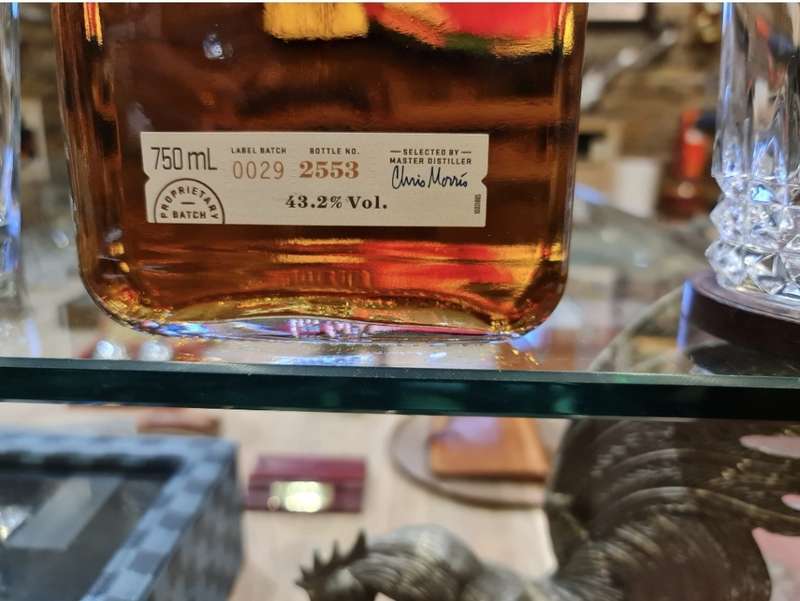 750 mL
LABEL BATCH
0029
BOTTLE NO.
2553
— SELECTED BY —
MASTER DISTILLER
Chris Morris
PROPRIETARY
— BATCH —
43.2% Vol.